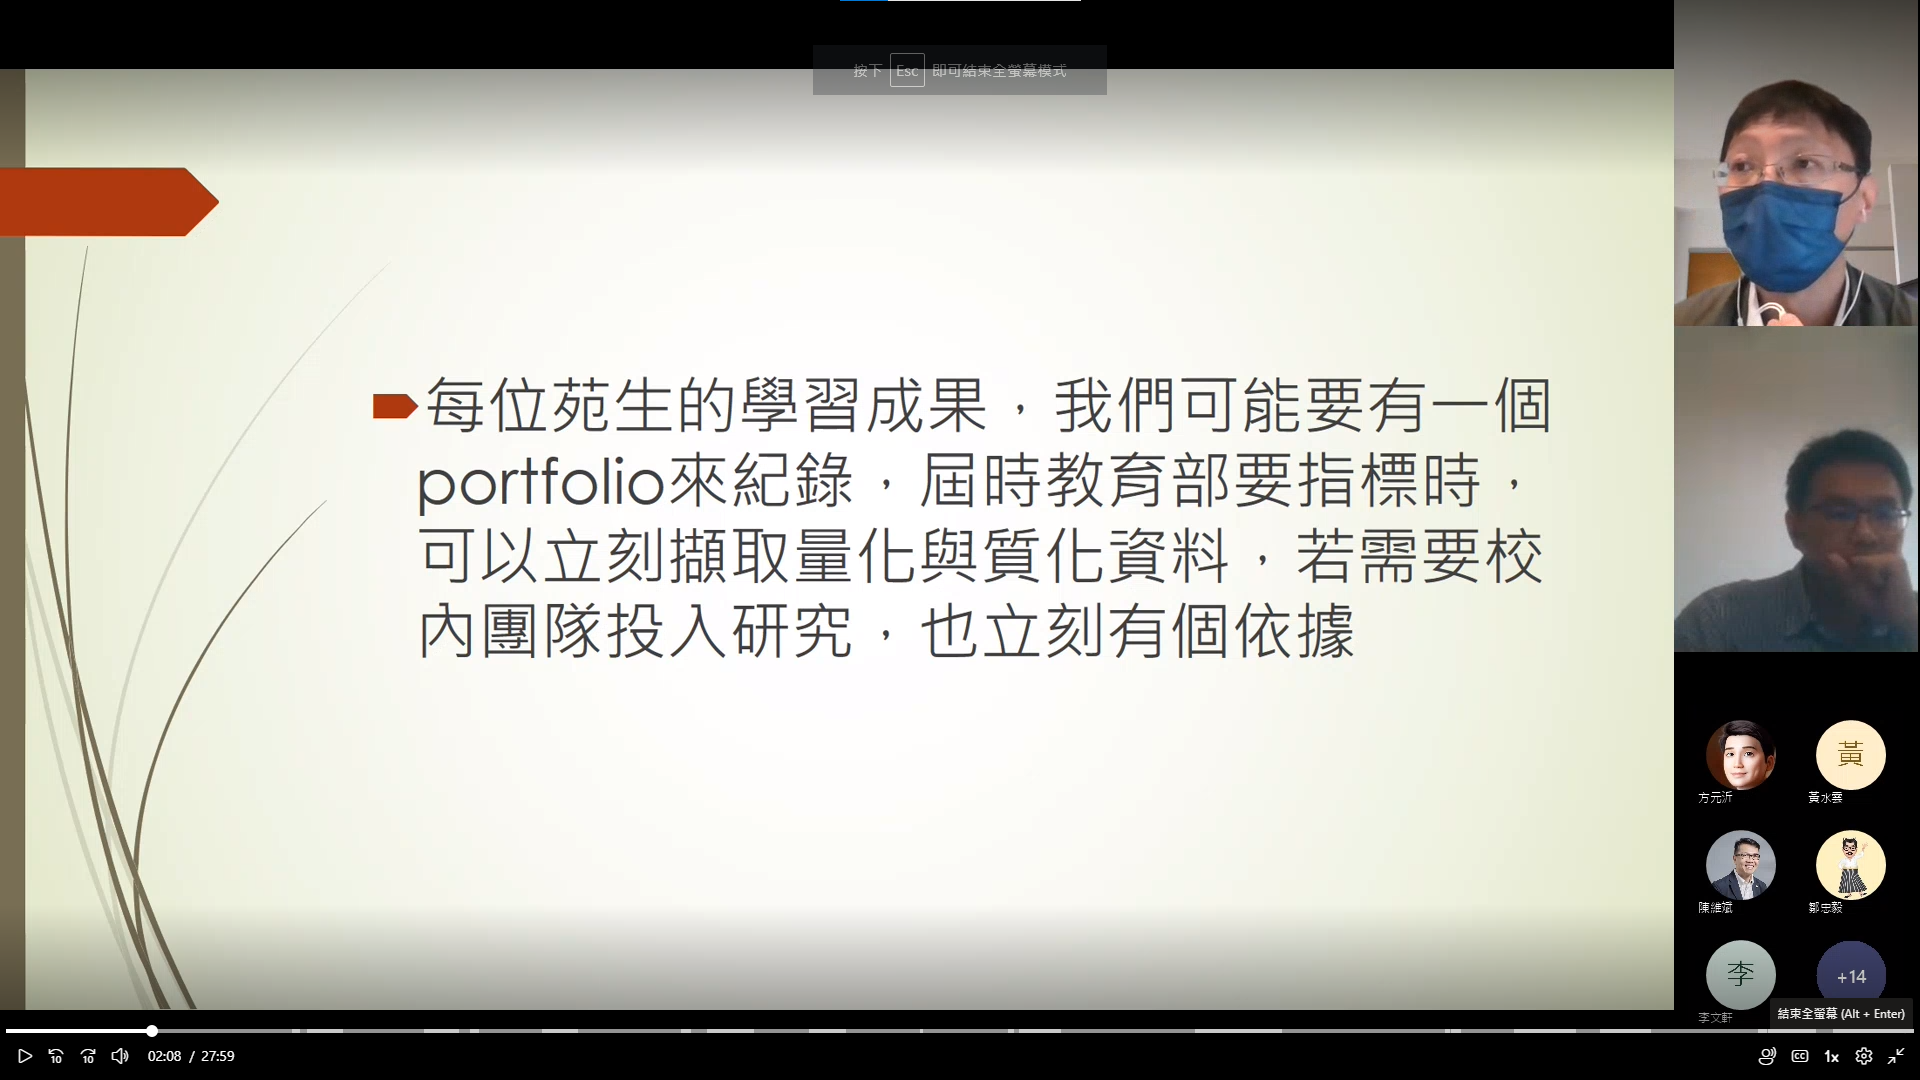 按下 Esc 即可結束全螢幕模式
每位苑生的學習成果，我們可能要有一個
portfolio來紀錄，屆時教育部要指標時，
可以立刻擷取量化與質化資料，若需要校
內團隊投入研究，也立刻有個依據
方元沂
黃
黃水雲
陳維斌
鄒忠毅
李
+14
李文軒
結束全螢幕 (Alt + Enter)
10
10
02:08 / 27:59
CC
1x